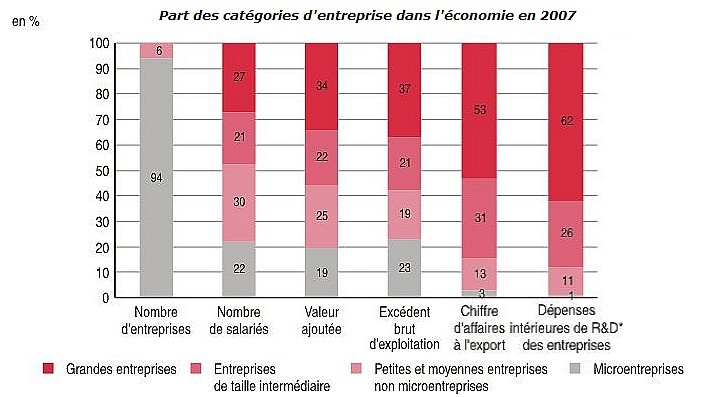 Part des catégories d'entreprise dans l'économie en 2007
en %
100
90
80
70
60
50
40
30
20
10
0
6
94
27
21
30
22
34
22
25
19
37
21
19
23
53
31
13
3
62
26
11
1
Nombre
d'entreprises
Nombre
de salariés
Valeur
ajoutée
Excédent
brut
d'exploitation
Chiffre
d'affaires
à l'export
Dépenses
intérieures de R&D*
des entreprises
Grandes entreprises
Entreprises
de taille intermédiaire
Petites et moyennes entreprises
non microentreprises
Microentreprises